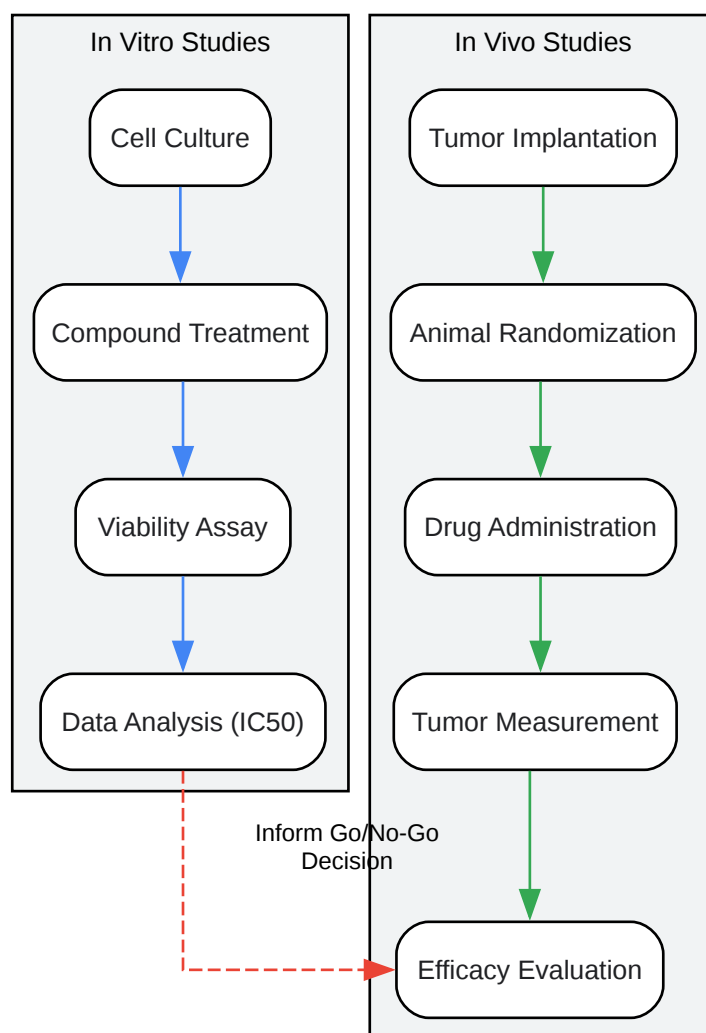 In Vitro Studies
Cell Culture
Compound Treatment
Viability Assay
Data Analysis (IC50)
In Vivo Studies
Tumor Implantation
Animal Randomization
Drug Administration
Tumor Measurement
Inform Go/No-Go
Decision
Efficacy Evaluation